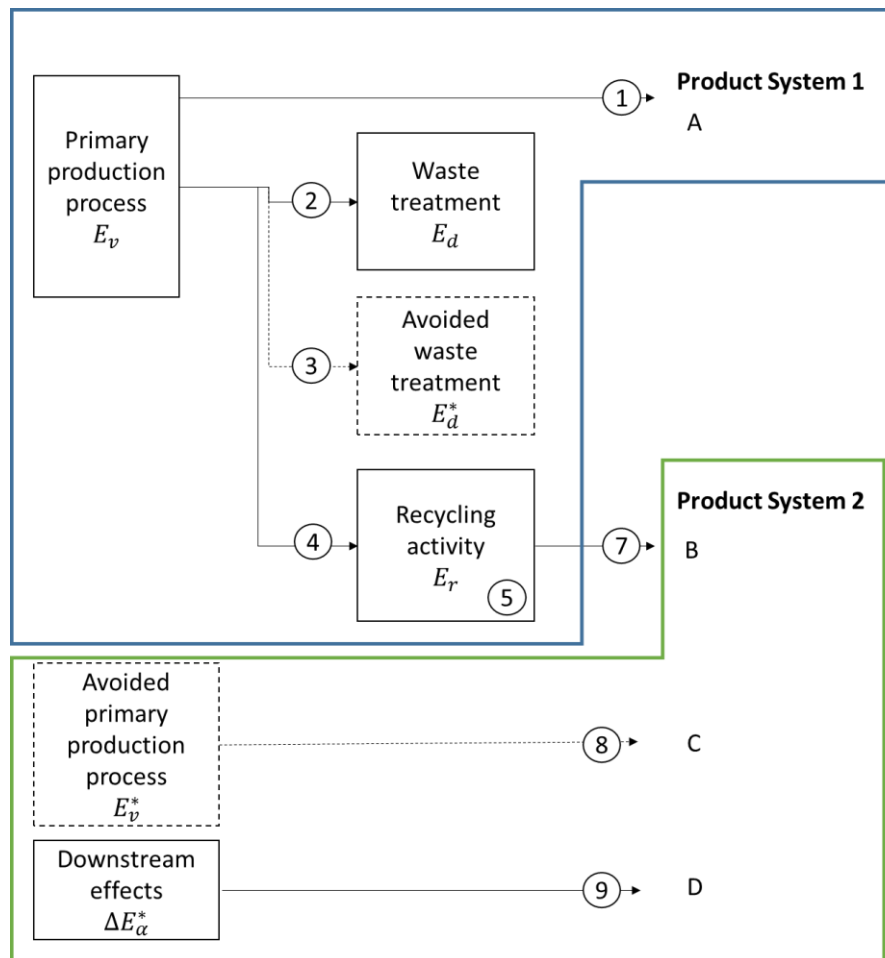 Product System 1
1
A
Primary
production
process
E_v
2
Waste
treatment
E_d
3
Avoided
waste
treatment
E_d^*
4
Recycling
activity
E_r
5
7
Product System 2
B
Avoided
primary
production
process
E_v^*
8
C
Downstream
effects
ΔE_α^*
9
D